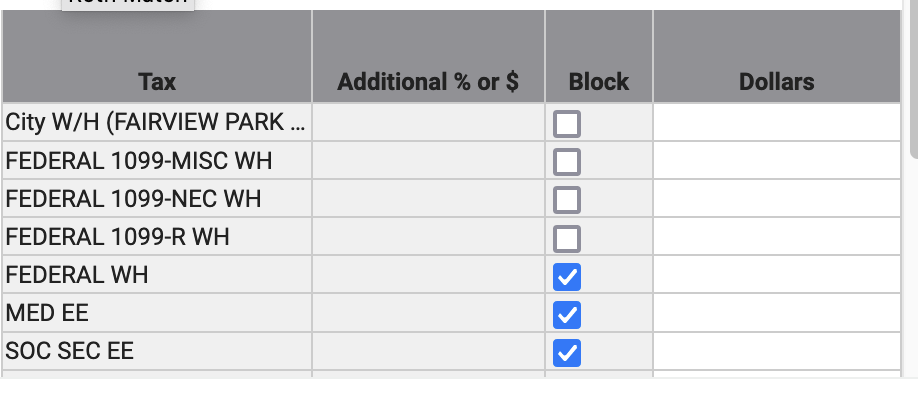 Roth Match
Tax Additional % or $ Block Dollars
City W/H (FAIRVIEW PARK ...
FEDERAL 1099-MISC WH
FEDERAL 1099-NEC WH
FEDERAL 1099-R WH
FEDERAL WH
MED EE
SOC SEC EE